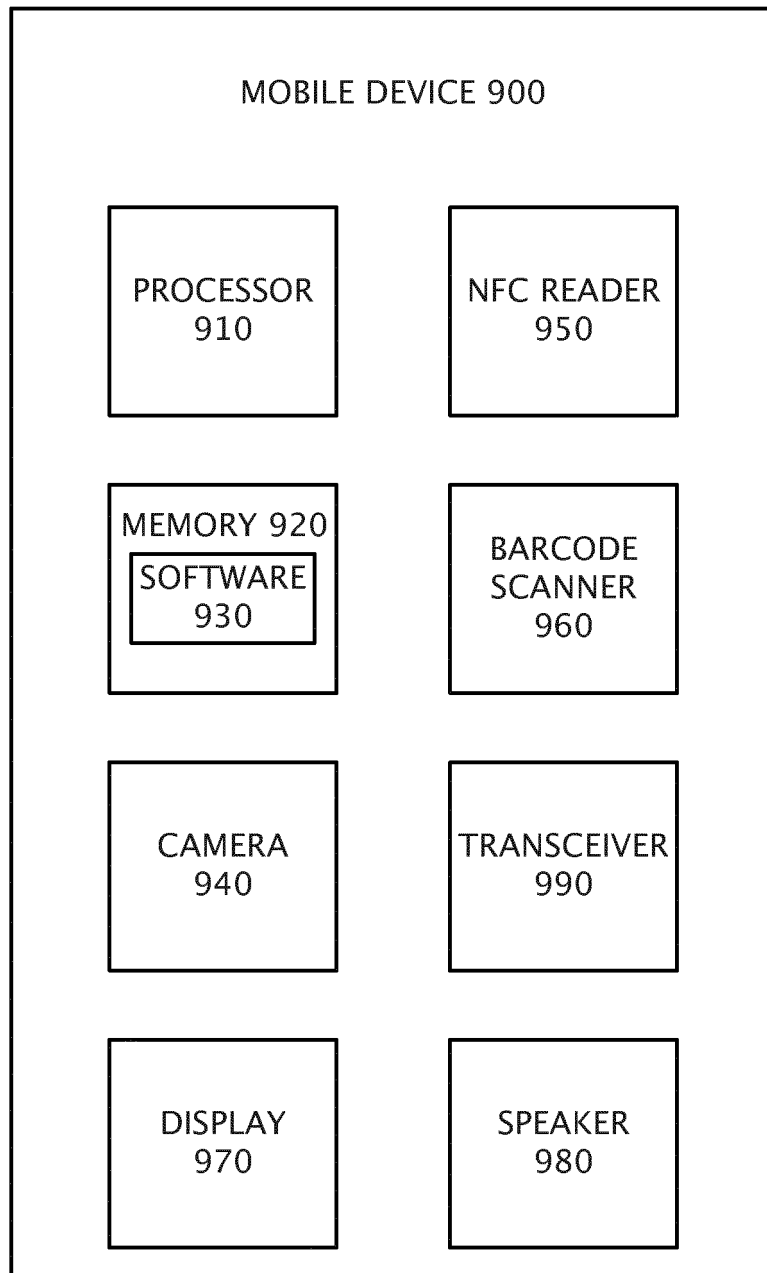 MOBILE DEVICE 900
PROCESSOR
910
NFC READER
950
MEMORY 920
SOFTWARE
930
BARCODE
SCANNER
960
CAMERA
940
TRANSCEIVER
990
DISPLAY
970
SPEAKER
980